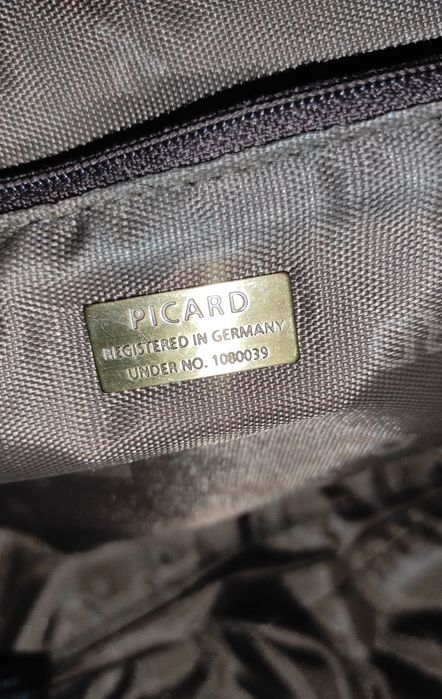 PICARD
REGISTERED IN GERMANY
UNDER NO. 1080039